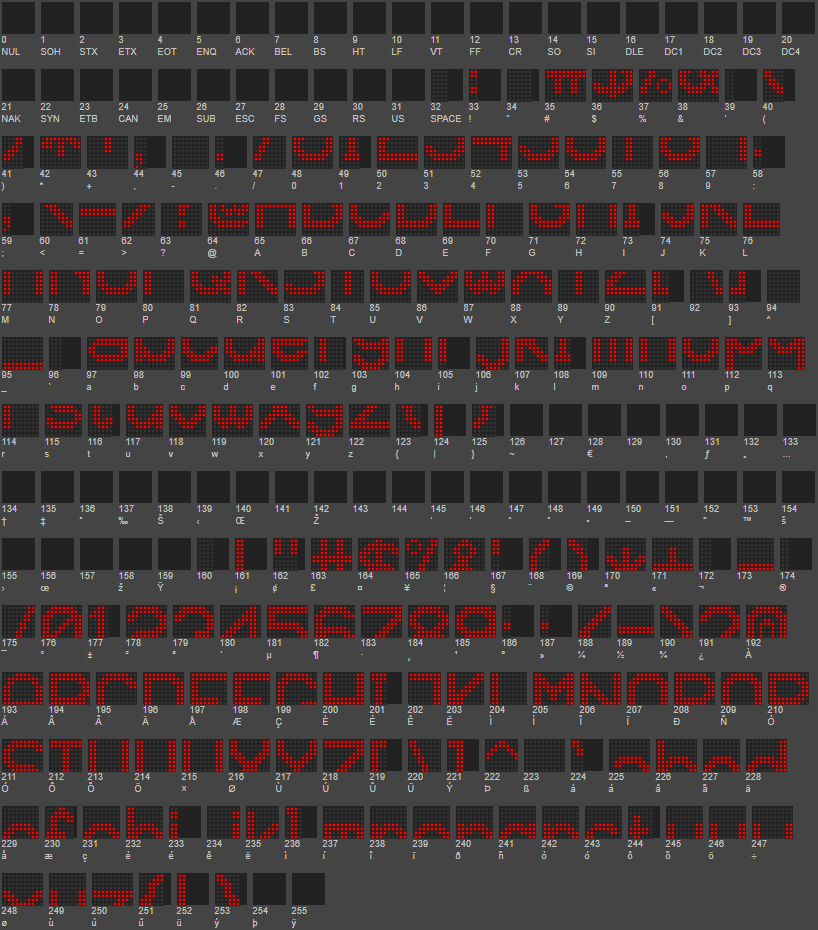 0 1 2 3 4 5 6 7 8 9 10 11 12 13 14 15 16 17 18 19 20
NUL SOH STX ETX EOT ENQ ACK BEL BS HT LF VT FF CR SO SI DLE DC1 DC2 DC3 DC4
21 22 23 24 25 26 27 28 29 30 31 32 33 34 35 36 37 38 39 40
NAK SYN ETB CAN EM SUB ESC FS GS RS US SPACE ! " # $ % & ' (
41 42 43 44 45 46 47 48 49 50 51 52 53 54 55 56 57 58
) * + , - . / 0 1 2 3 4 5 6 7 8 9 :
59 60 61 62 63 64 65 66 67 68 69 70 71 72 73 74 75 76
; < = > ? @ A B C D E F G H I J K L
77 78 79 80 81 82 83 84 85 86 87 88 89 90 91 92 93 94
M N O P Q R S T U V W X Y Z [ \ ] ^
95 96 97 98 99 100 101 102 103 104 105 106 107 108 109 110 111 112 113
_ ` a b c d e f g h i j k l m n o p q
114 115 116 117 118 119 120 121 122 123 124 125 126 127 128 129 130 131 132 133
r s t u v w x y z { | } ~ € ‚ ƒ „ …
134 135 136 137 138 139 140 141 142 143 144 145 146 147 148 149 150 151 152 153 154
† ‡ ˆ ‰ Š ‹ Œ Ž ‘ ’ “ ” • – — ˜ ™ š
155 156 157 158 159 160 161 162 163 164 165 166 167 168 169 170 171 172 173 174
› œ ž Ÿ ¡ ¢ £ ¤ ¥ ¦ § ¨ © ª « ¬ ®
175 176 177 178 179 180 181 182 183 184 185 186 187 188 189 190 191 192
¯ ° ± ² ³ ´ µ ¶ · ¸ ¹ º » ¼ ½ ¾ ¿ À
193 194 195 196 197 198 199 200 201 202 203 204 205 206 207 208 209 210
Á Â Ã Ä Å Æ Ç È É Ê Ë Ì Í Î Ï Ð Ñ Ò
211 212 213 214 215 216 217 218 219 220 221 222 223 224 225 226 227 228
Ó Ô Õ Ö × Ø Ù Ú Û Ü Ý Þ ß à á â ã ä
229 230 231 232 233 234 235 236 237 238 239 240 241 242 243 244 245 246 247
å æ ç è é ê ë ì í î ï ð ñ ò ó ô õ ö ÷
248 249 250 251 252 253 254 255
ø ù ú û ü ý þ ÿ